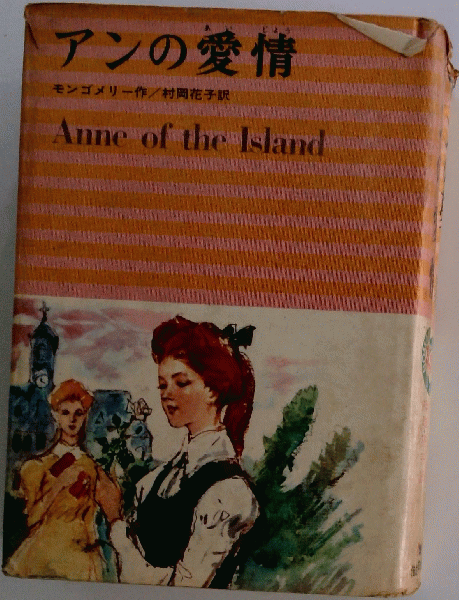 アンの愛情
モンゴメリー作／村岡花子訳
Anne of the Island